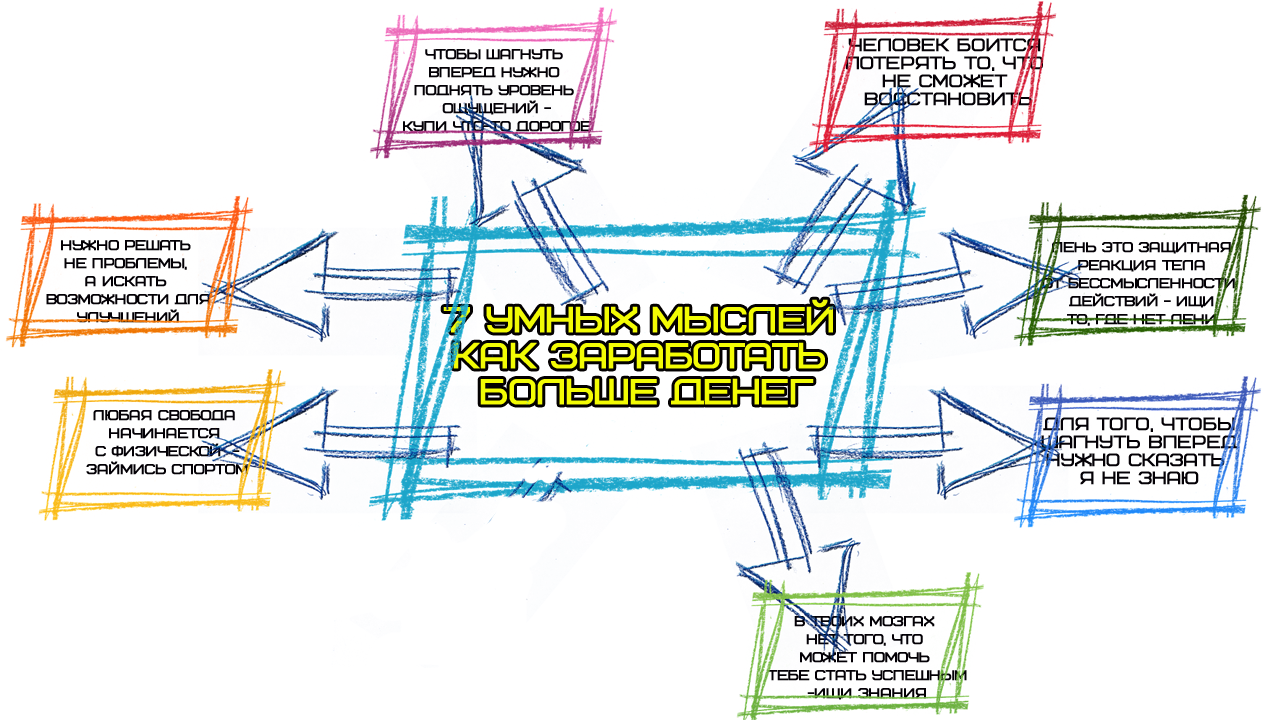 ЧТОБЫ ШАГНУТЬ
ВПЕРЕД НУЖНО
ПОДНЯТЬ УРОВЕНЬ
ОЩУЩЕНИЙ -
КУПИ ЧТО-ТО ДОРОГОЕ
ЧЕЛОВЕК БОИТСЯ
ПОТЕРЯТЬ ТО, ЧТО
НЕ СМОЖЕТ
ВОССТАНОВИТЬ
НУЖНО РЕШАТЬ
НЕ ПРОБЛЕМЫ,
А ИСКАТЬ
ВОЗМОЖНОСТИ ДЛЯ
УЛУЧШЕНИЙ
ЛЕНЬ ЭТО ЗАЩИТНАЯ
РЕАКЦИЯ ТЕЛА
ОТ БЕССМЫСЛЕННОСТИ
ДЕЙСТВИЙ - ИЩИ
ТО, ГДЕ НЕТ ЛЕНИ
7 УМНЫХ МЫСЛЕЙ
КАК ЗАРАБОТАТЬ
БОЛЬШЕ ДЕНЕГ
ЛЮБАЯ СВОБОДА
НАЧИНАЕТСЯ
С ФИЗИЧЕСКОЙ -
ЗАЙМИСЬ СПОРТОМ
ДЛЯ ТОГО, ЧТОБЫ
ШАГНУТЬ ВПЕРЕД
НУЖНО СКАЗАТЬ -
Я НЕ ЗНАЮ
В ТВОИХ МОЗГАХ
НЕТ ТОГО, ЧТО
МОЖЕТ ПОМОЧЬ
ТЕБЕ СТАТЬ УСПЕШНЫМ
-ИЩИ ЗНАНИЯ